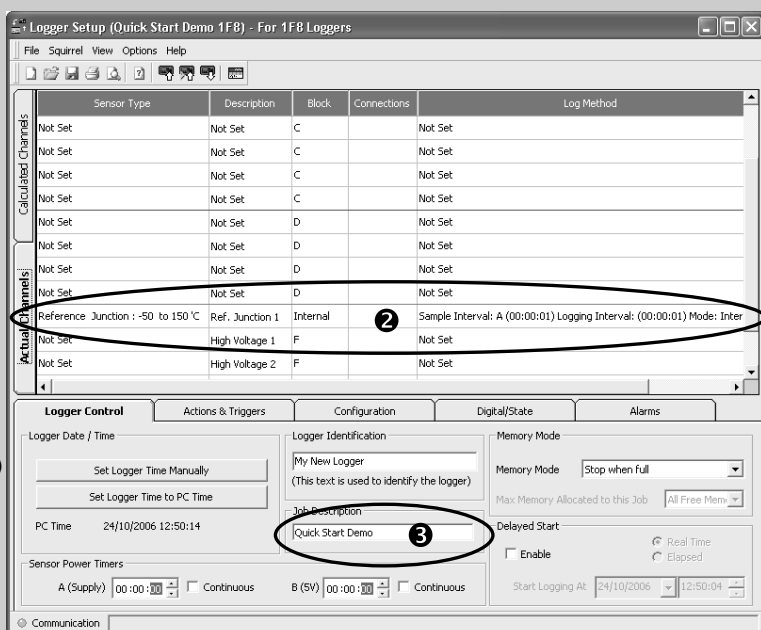 Logger Setup (Quick Start Demo 1F8) - For 1F8 Loggers
File Squirrel View Options Help
Sensor Type Description Block Connections Log Method
Not Set Not Set C Not Set
Not Set Not Set C Not Set
Not Set Not Set C Not Set
Not Set Not Set C Not Set
Not Set Not Set D Not Set
Not Set Not Set D Not Set
Not Set Not Set D Not Set
Not Set Not Set D Not Set
Reference Junction : -50 to 150 'C Ref. Junction 1 Internal ❷ Sample Interval: A (00:00:01) Logging Interval: (00:00:01) Mode: Inter
Not Set High Voltage 1 F Not Set
Not Set High Voltage 2 F Not Set
Calculated Channels
Actual Channels
Logger Control Actions & Triggers Configuration Digital/State Alarms
Logger Date / Time
Set Logger Time Manually
Set Logger Time to PC Time
PC Time 24/10/2006 12:50:14
Logger Identification
My New Logger
(This text is used to identify the logger)
Job Description
Quick Start Demo ❸
Memory Mode
Memory Mode Stop when full
Max Memory Allocated to this Job All Free Mem
Delayed Start
Enable
Real Time
Elapsed
Start Logging At 24/10/2006 12:50:04
Sensor Power Timers
A (Supply) 00:00:00 Continuous B (5V) 00:00:00 Continuous
Communication